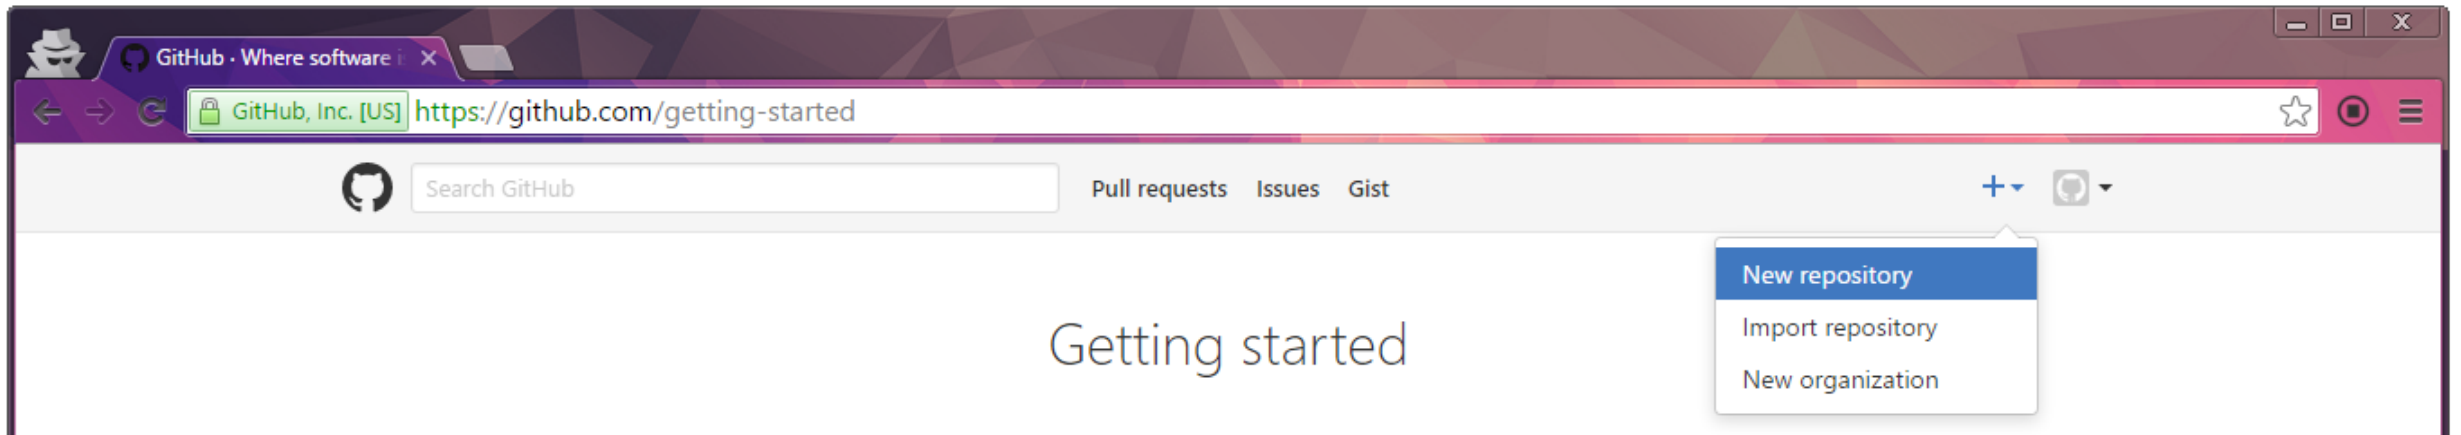 GitHub · Where software
GitHub, Inc. [US] https://github.com/getting-started
Search GitHub Pull requests Issues Gist
New repository
Import repository
New organization
Getting started